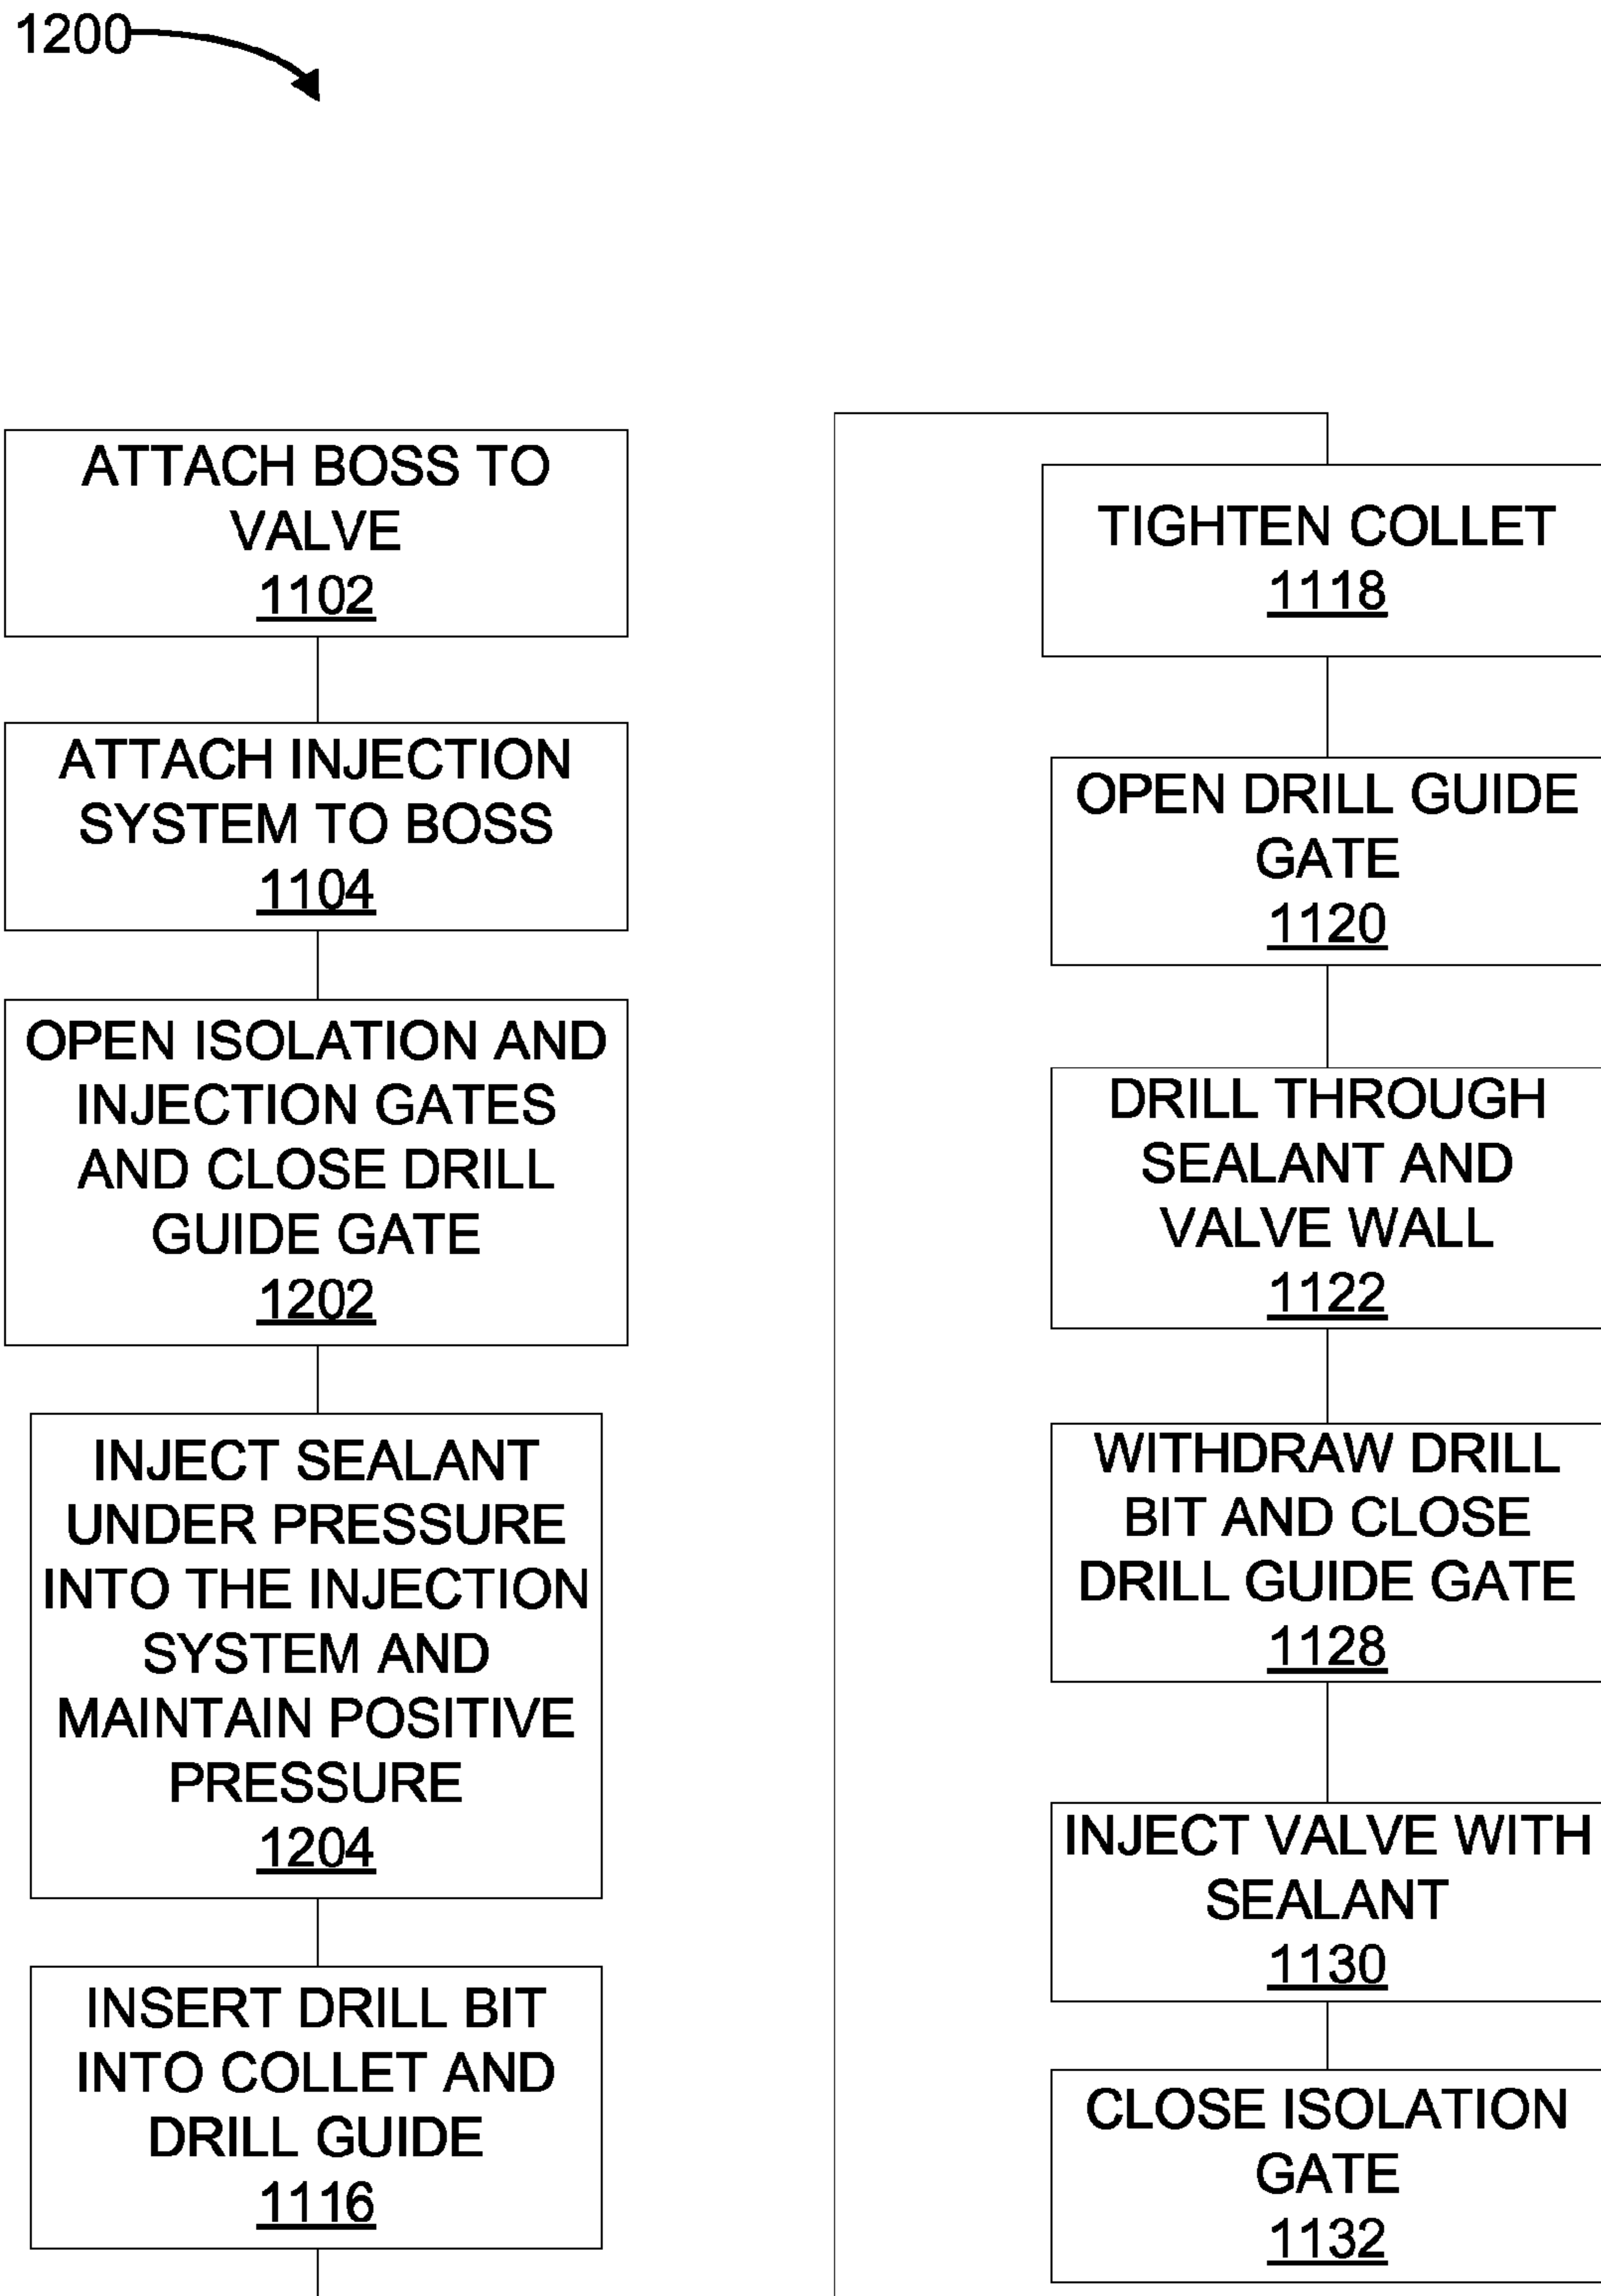 1200
ATTACH BOSS TO
VALVE
1102
ATTACH INJECTION
SYSTEM TO BOSS
1104
OPEN ISOLATION AND
INJECTION GATES
AND CLOSE DRILL
GUIDE GATE
1202
INJECT SEALANT
UNDER PRESSURE
INTO THE INJECTION
SYSTEM AND
MAINTAIN POSITIVE
PRESSURE
1204
INSERT DRILL BIT
INTO COLLET AND
DRILL GUIDE
1116
TIGHTEN COLLET
1118
OPEN DRILL GUIDE
GATE
1120
DRILL THROUGH
SEALANT AND
VALVE WALL
1122
WITHDRAW DRILL
BIT AND CLOSE
DRILL GUIDE GATE
1128
INJECT VALVE WITH
SEALANT
1130
CLOSE ISOLATION
GATE
1132